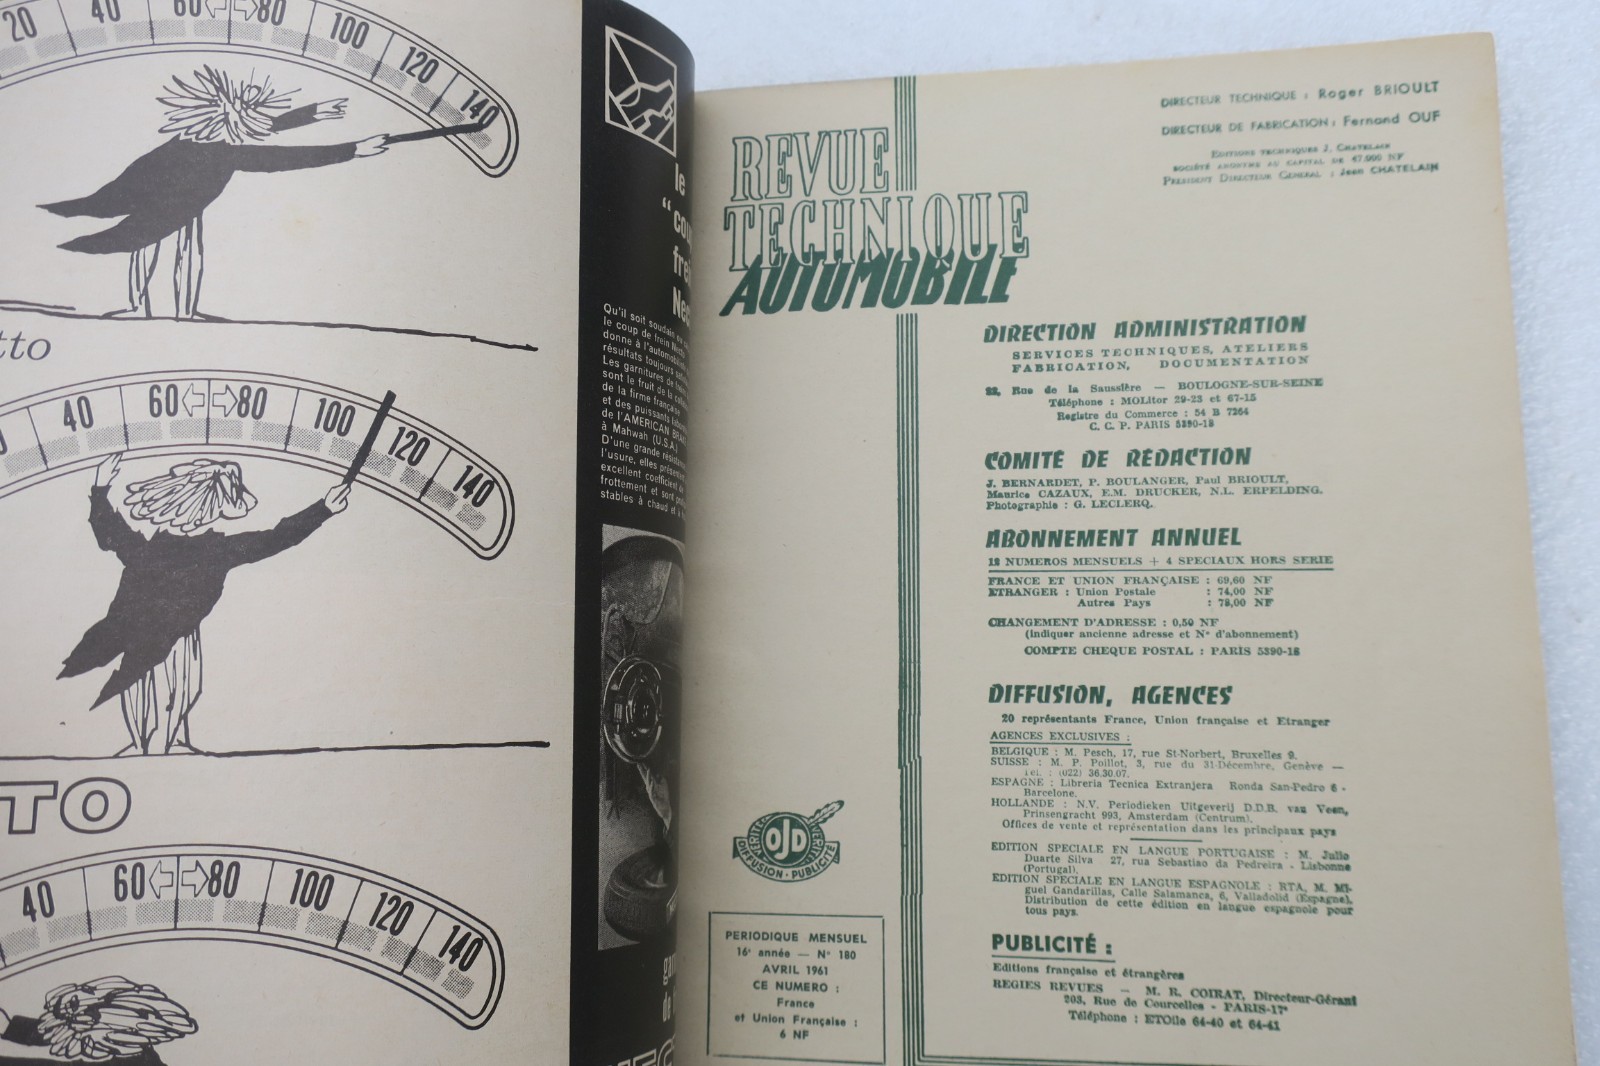 20 40 60 80 100 120 140
tto
40 60 80 100 120 140
TO
40 60 80 100 120 140
le
"cou
frei
Nec
Qu'il soit soudain
le coup de frein
donne à l'automobi
résultats toujours
Les garnitures de
sont le fruit de la
de la firme française
et des puissants
de l'AMERICAN BRA
à Mahwah (U.S.A.)
D'une grande résistan
l'usure, elles présen
excellent coefficient
frottement et sont
stables à chaud et à
REVUE
TECHNIQUE
AUTOMOBILE
OJD
DIFFUSION · PUBLICITÉ
PERIODIQUE MENSUEL
16e année — N° 180
AVRIL 1961
CE NUMERO :
France
et Union Française :
6 NF
DIRECTEUR TECHNIQUE : Roger BRIOULT
DIRECTEUR DE FABRICATION : Fernand OUF
EDITIONS TECHNIQUES J. CHATELAIN
SOCIÉTÉ ANONYME AU CAPITAL DE 47.000 NF
PRESIDENT DIRECTEUR GENERAL : Jean CHATELAIN
DIRECTION ADMINISTRATION
SERVICES TECHNIQUES, ATELIERS
FABRICATION, DOCUMENTATION
22, Rue de la Saussière — BOULOGNE-SUR-SEINE
Téléphone : MOLitor 29-23 et 67-15
Registre du Commerce : 54 B 7264
C. C. P. PARIS 5390-18
COMITÉ DE RÉDACTION
J. BERNARDET, P. BOULANGER, Paul BRIOULT,
Maurice CAZAUX, E.M. DRUCKER, N.L. ERPELDING.
Photographie : G. LECLERQ.
ABONNEMENT ANNUEL
12 NUMEROS MENSUELS + 4 SPECIAUX HORS SERIE
FRANCE ET UNION FRANÇAISE : 69,60 NF
ETRANGER : Union Postale : 74,00 NF
Autres Pays : 78,00 NF
CHANGEMENT D'ADRESSE : 0,50 NF
(Indiquer ancienne adresse et N° d'abonnement)
COMPTE CHEQUE POSTAL : PARIS 5390-18
DIFFUSION, AGENCES
20 représentants France, Union française et Etranger
AGENCES EXCLUSIVES :
BELGIQUE : M. Pesch, 17, rue St-Norbert, Bruxelles 9.
SUISSE : M. P. Poillot, 3, rue du 31-Décembre, Genève —
Tél. : (022) 36.30.07.
ESPAGNE : Libreria Tecnica Extranjera Ronda San-Pedro 6 -
Barcelone.
HOLLANDE : N.V. Periodieken Uitgeverij D.D.B. van Veen,
Prinsengracht 993, Amsterdam (Centrum).
Offices de vente et représentation dans les principaux pays
EDITION SPECIALE EN LANGUE PORTUGAISE : M. Julio
Duarte Silva 27, rua Sebastiao da Pedreira - Lisbonne
(Portugal).
EDITION SPECIALE EN LANGUE ESPAGNOLE : RTA, M. Mi-
guel Gandarillas, Calle Salamanca, 6, Valladolid (Espagne),
Distribution de cette édition en langue espagnole pour
tous pays.
PUBLICITÉ :
Editions française et étrangères
REGIES REVUES — M. R. COIRAT, Directeur-Gérant
203, Rue de Courcelles - PARIS-17e
Téléphone : ETOile 64-40 et 64-41